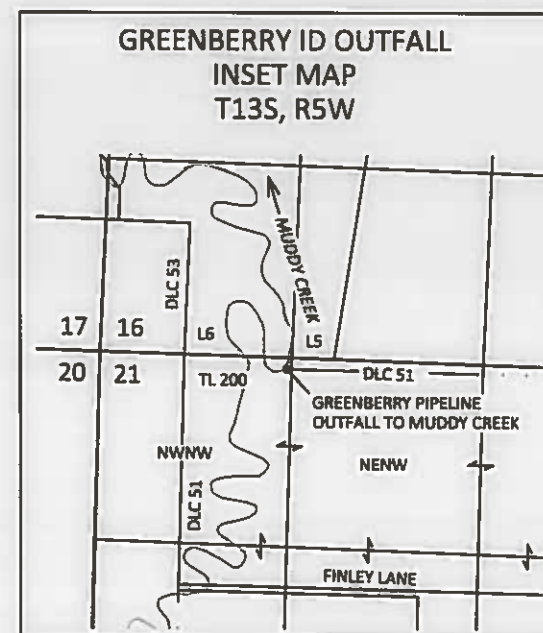 GREENBERRY ID OUTFALL
INSET MAP
T13S, R5W
MUDDY CREEK
DLC 53
17 16
L6
L5
20 21
TL 200
DLC 51
GREENBERRY PIPELINE
OUTFALL TO MUDDY CREEK
NWNW
NENW
DLC 51
FINLEY LANE